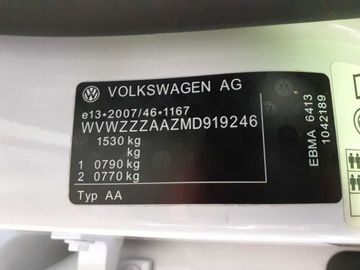 VOLKSWAGEN AG
e13*2007/46*1167
WVWZZZAAZMD919246
1530 kg
kg
1 0790 kg
2 0770 kg
Typ AA
EBMA 6413
1042189